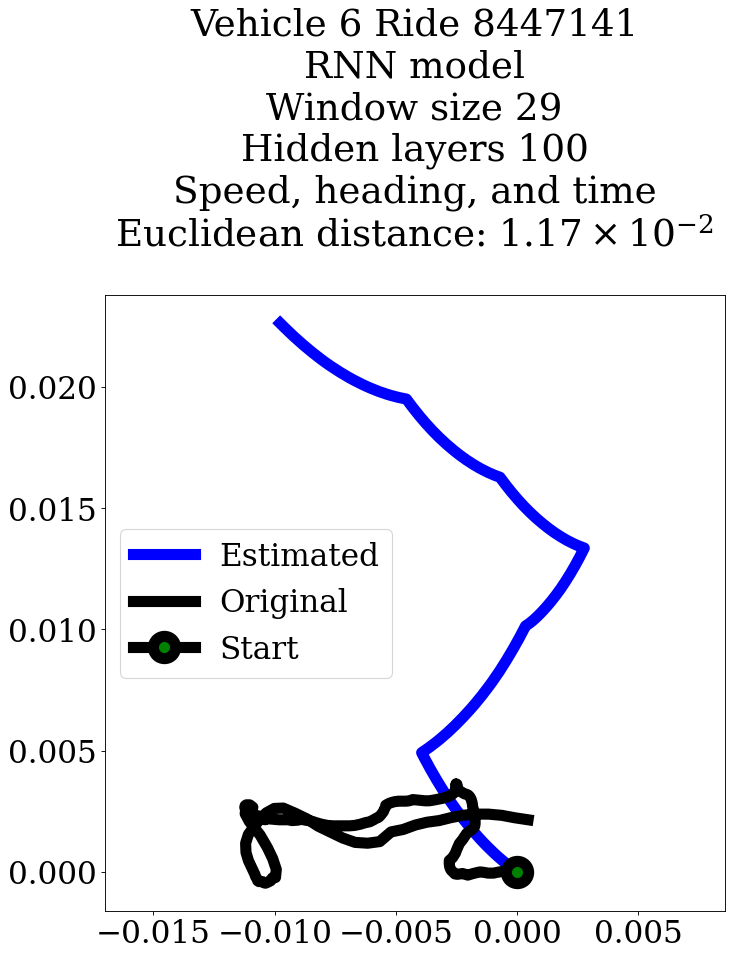 Vehicle 6 Ride 8447141
RNN model
Window size 29
Hidden layers 100
Speed, heading, and time
Euclidean distance: 1.17 × 10⁻²
0.020
0.015
Estimated
Original
Start
0.010
0.005
0.000
−0.015 −0.010 −0.005 0.000 0.005